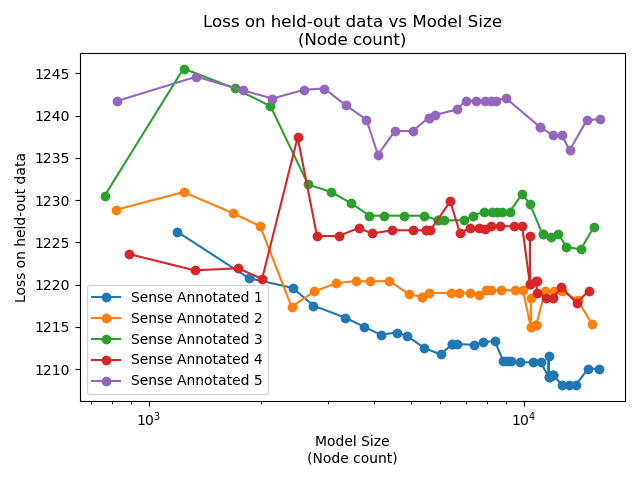 Loss on held-out data vs Model Size
(Node count)
Loss on held-out data
1245
1240
1235
1230
1225
1220
1215
1210
Sense Annotated 1
Sense Annotated 2
Sense Annotated 3
Sense Annotated 4
Sense Annotated 5
10³
10⁴
Model Size
(Node count)